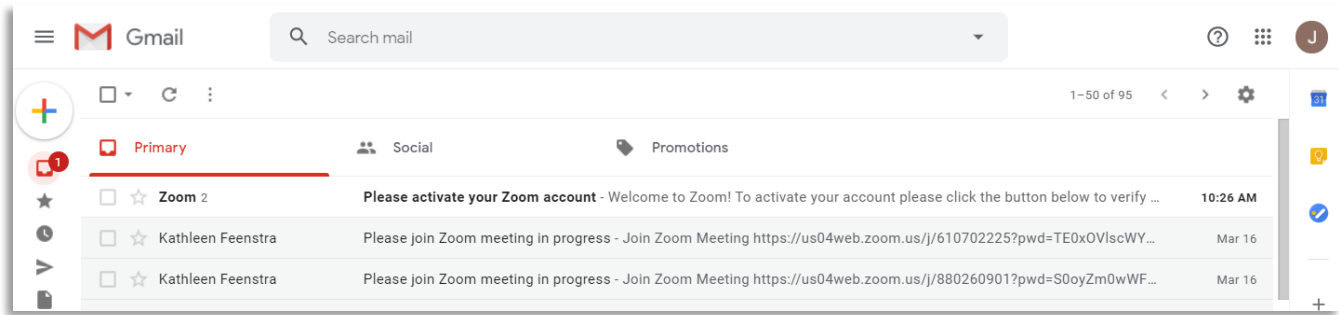 Gmail Search mail J
1–50 of 95 31
Primary Social Promotions
1
Zoom 2 Please activate your Zoom account - Welcome to Zoom! To activate your account please click the button below to verify ... 10:26 AM
Kathleen Feenstra Please join Zoom meeting in progress - Join Zoom Meeting https://us04web.zoom.us/j/610702225?pwd=TE0xOVlscWY... Mar 16
Kathleen Feenstra Please join Zoom meeting in progress - Join Zoom Meeting https://us04web.zoom.us/j/880260901?pwd=S0oyZm0wWF... Mar 16